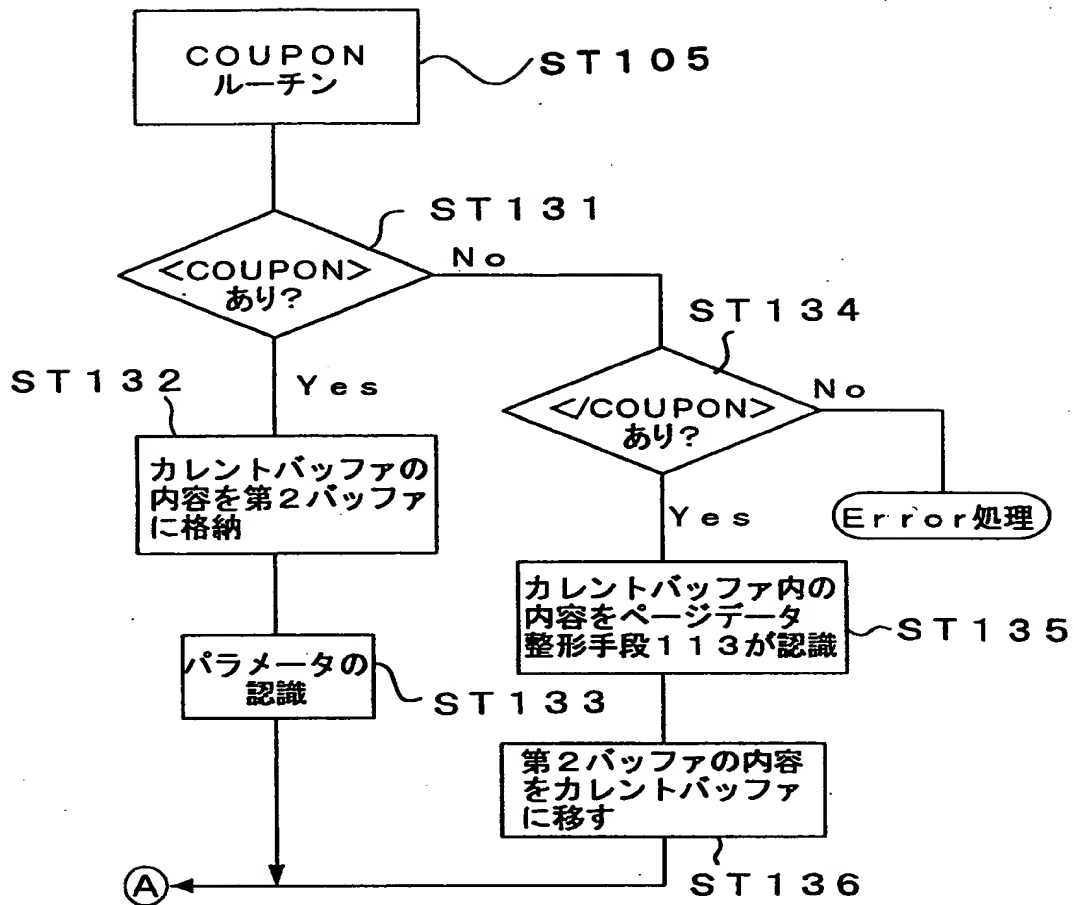 COUPON
ルーチン
ST105
ST131
<COUPON>
あり?
No
ST134
ST132
Yes
</COUPON>
あり?
No
カレントバッファの
内容を第2バッファ
に格納
Yes
Error処理
カレントバッファ内の
内容をページデータ
整形手段113が認識
ST135
パラメータの
認識
ST133
第2バッファの内容
をカレントバッファ
に移す
A
ST136